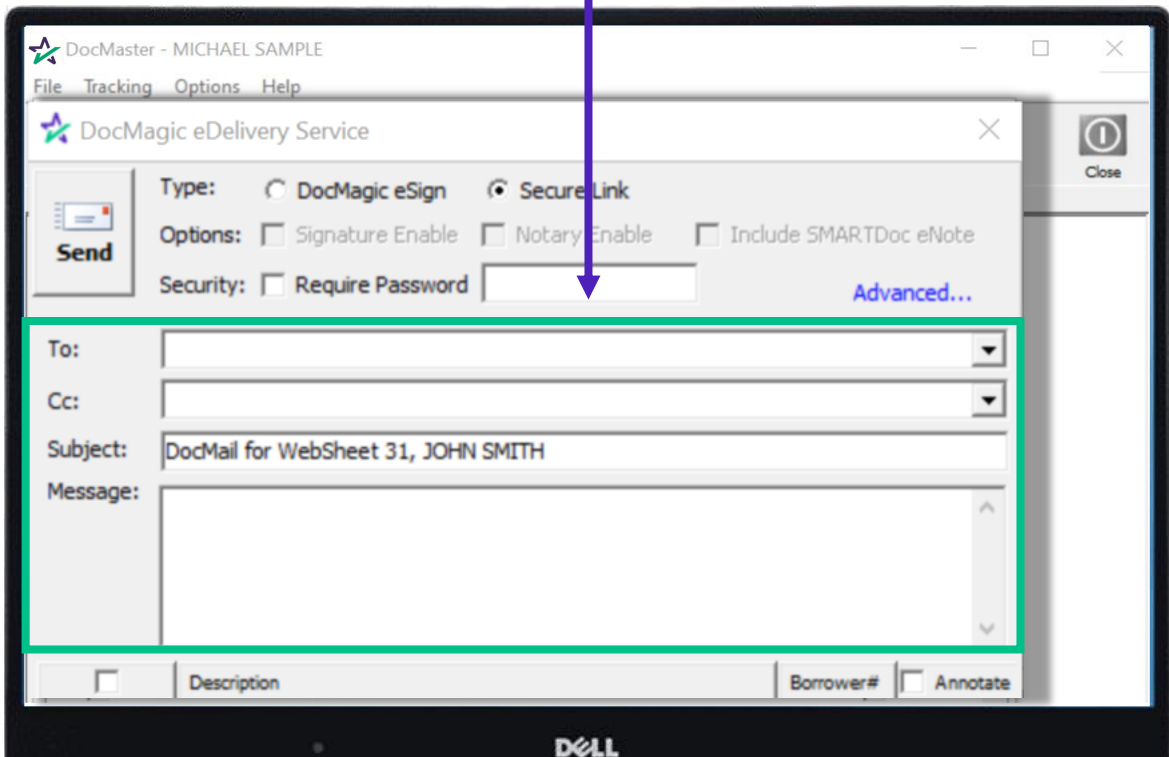 DocMaster - MICHAEL SAMPLE
File Tracking Options Help
DocMagic eDelivery Service
Close
Send
Type: DocMagic eSign Secure Link
Options: Signature Enable Notary Enable Include SMARTDoc eNote
Security: Require Password
Advanced...
To:
Cc:
Subject: DocMail for WebSheet 31, JOHN SMITH
Message:
Description Borrower# Annotate
DELL